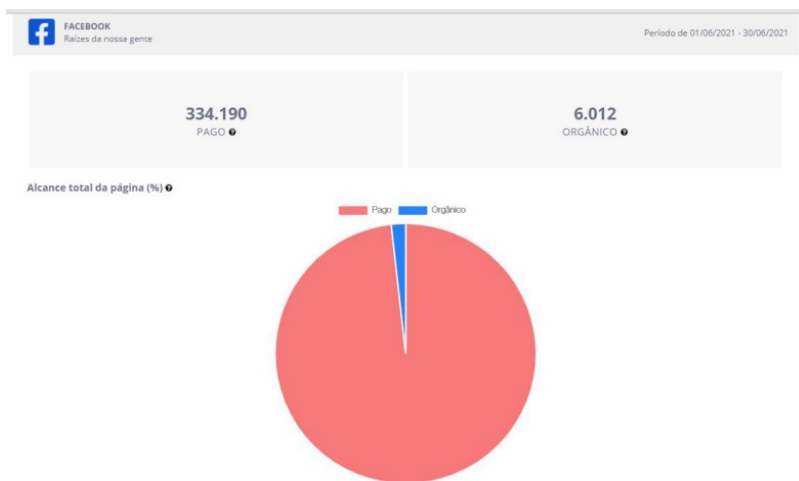 FACEBOOK
Raízes da nossa gente
Período de 01/06/2021 - 30/06/2021
334.190
PAGO
6.012
ORGÂNICO
Alcance total da página (%)
Pago Orgânico